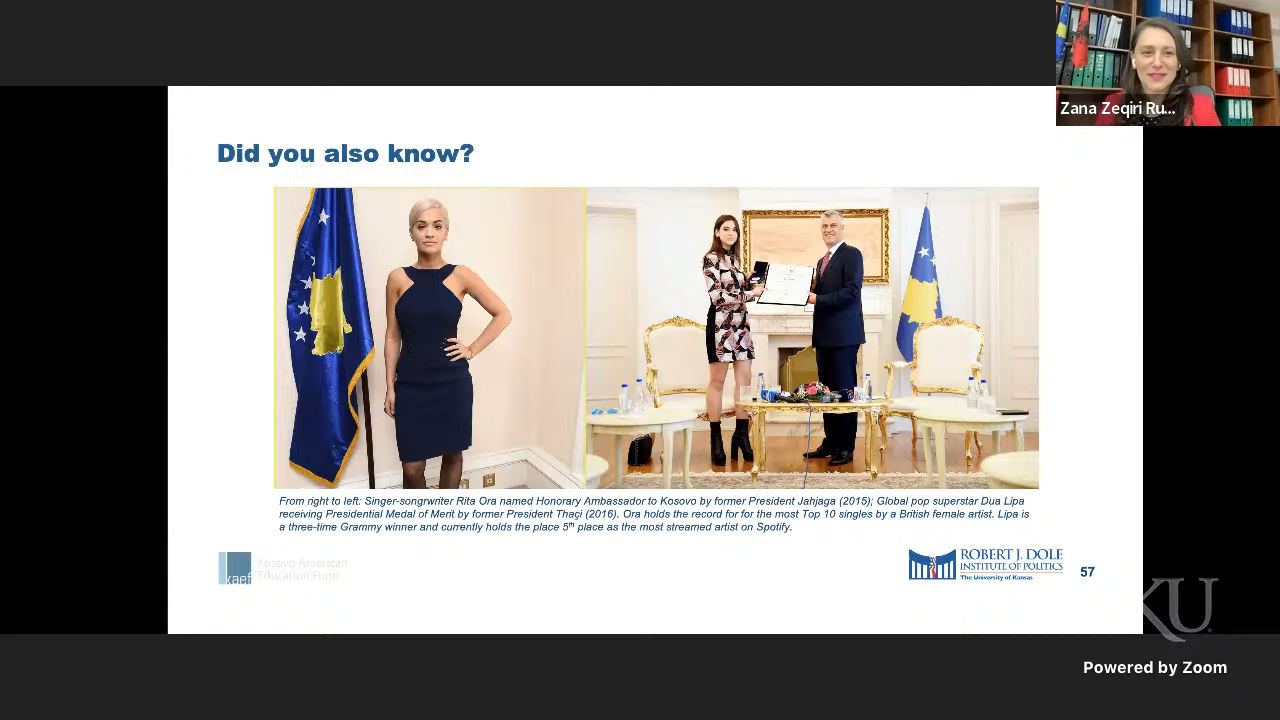 Zana Zeqiri Ru...
Did you also know?
From right to left: Singer-songrwriter Rita Ora named Honorary Ambassador to Kosovo by former President Jahjaga (2015); Global pop superstar Dua Lipa
receiving Presidential Medal of Merit by former President Thaçi (2016). Ora holds the record for for the most Top 10 singles by a British female artist. Lipa is
a three-time Grammy winner and currently holds the place 5th place as the most streamed artist on Spotify.
kaef
Kosovo American
Education Fund
ROBERT J. DOLE
INSTITUTE OF POLITICS
The University of Kansas
57
KU
Powered by Zoom